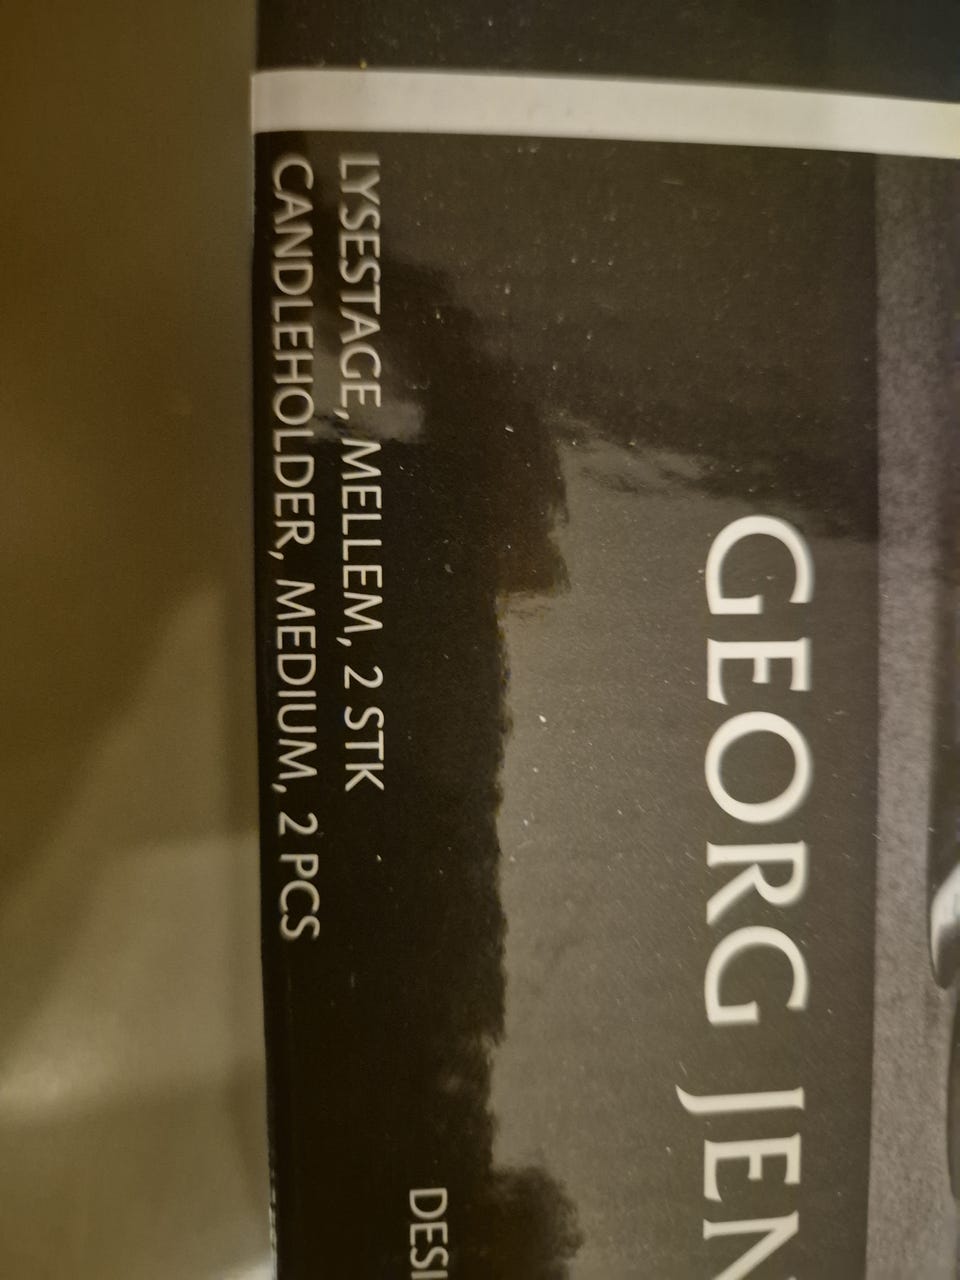 GEORG JEN
DESI
LYSESTAGE, MELLEM, 2 STK
CANDLEHOLDER, MEDIUM, 2 PCS